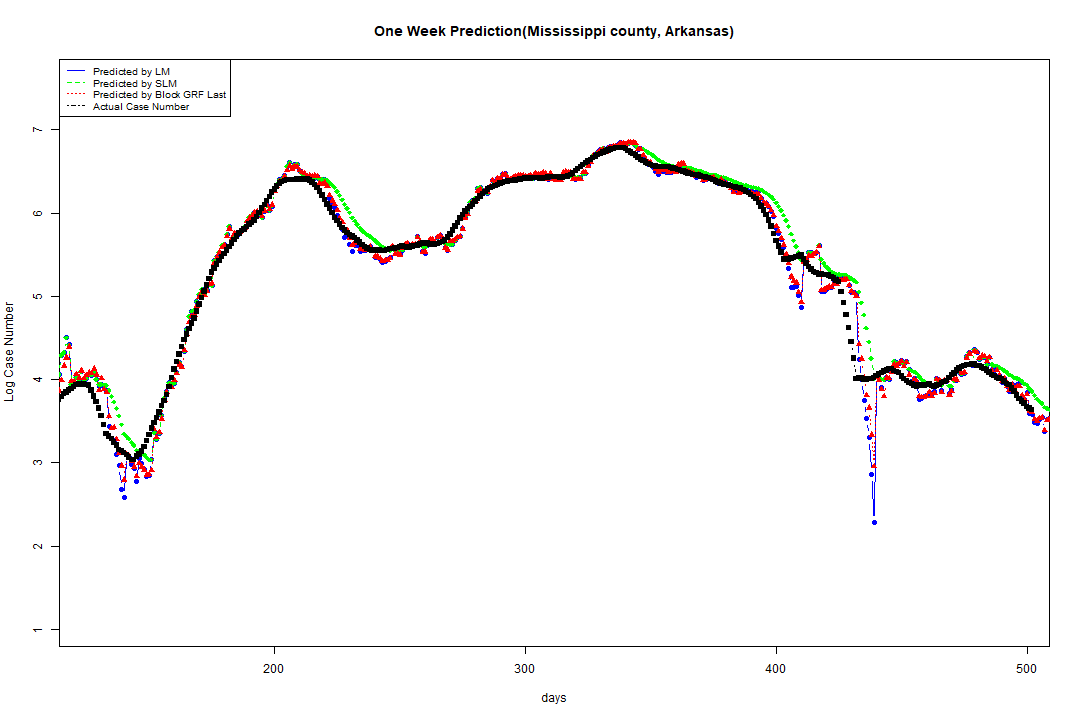 One Week Prediction(Mississippi county, Arkansas)
Predicted by LM
Predicted by SLM
Predicted by Block GRF Last
Actual Case Number
7
6
5
4
3
2
1
Log Case Number
200 300 400 500
days